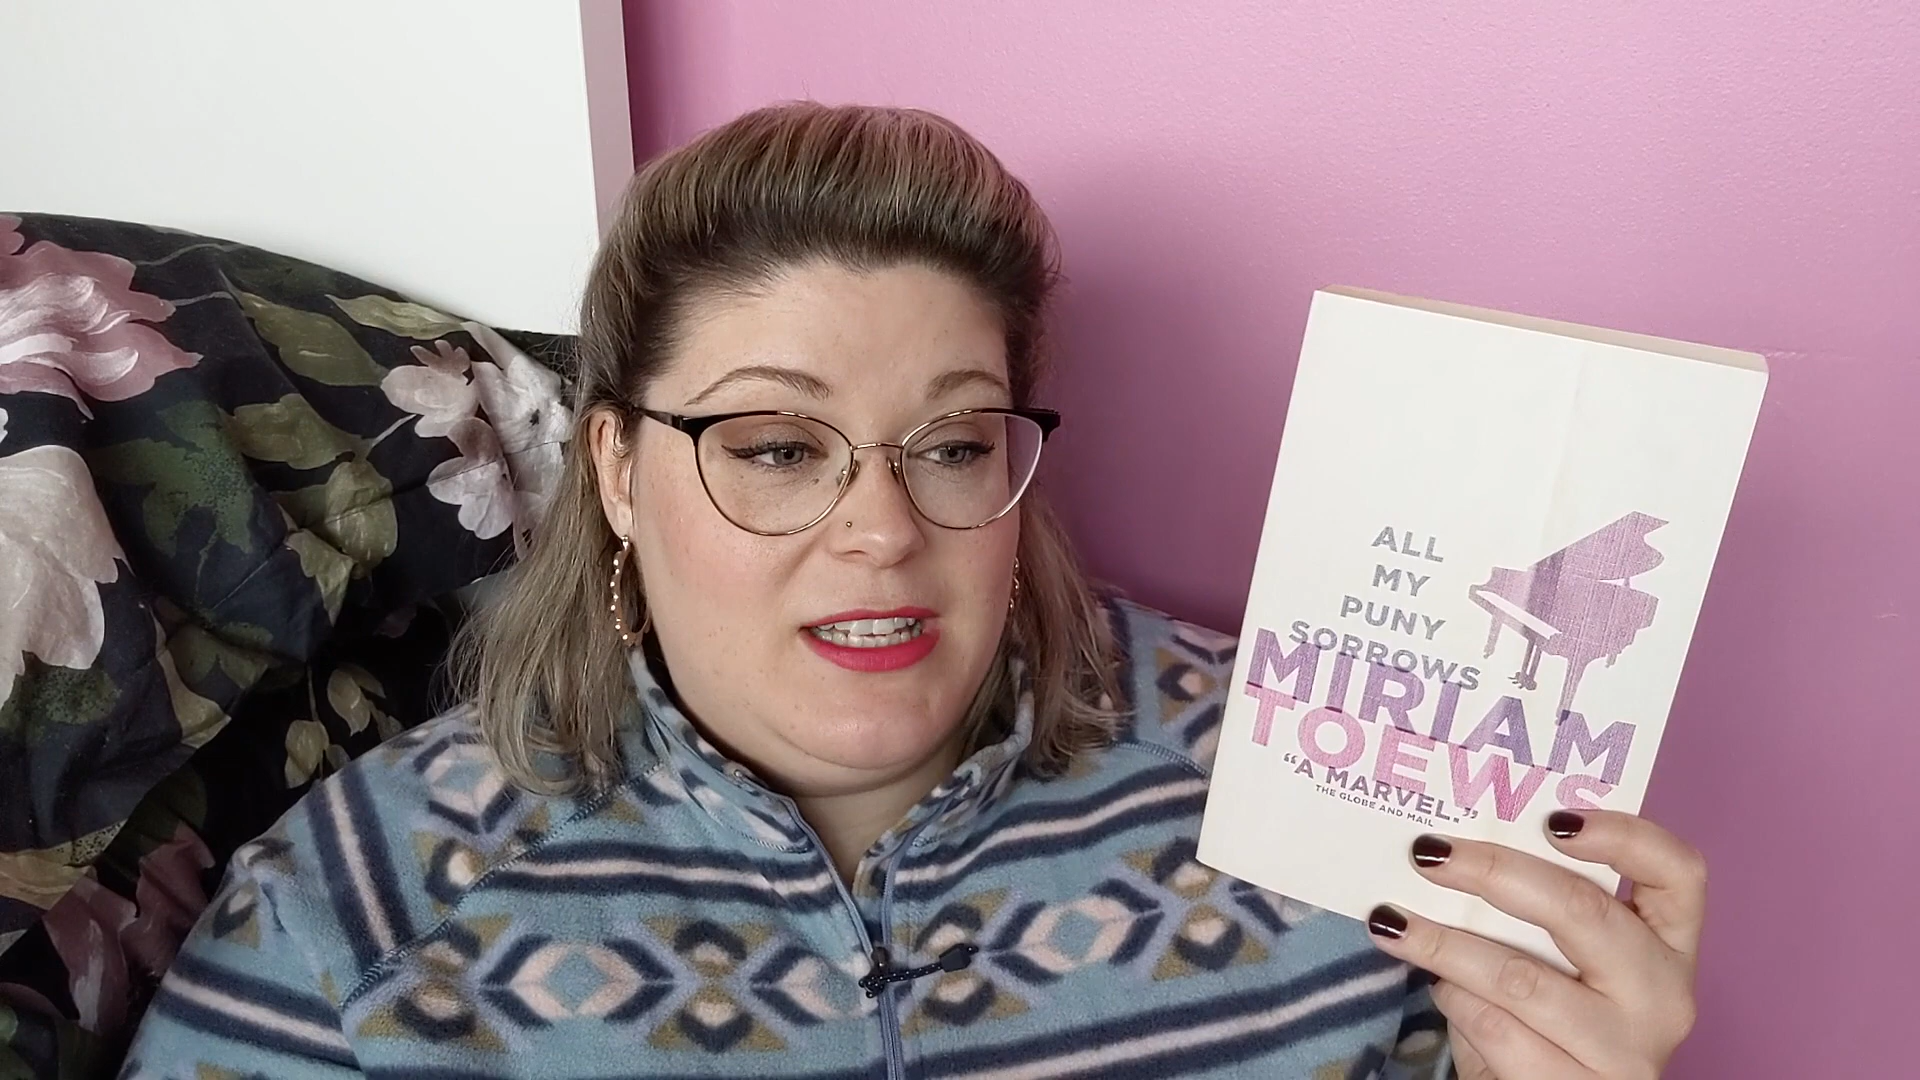 ALL
MY
PUNY
SORROWS
MIRIAM
TOEWS
“A MARVEL.”
THE GLOBE AND MAIL